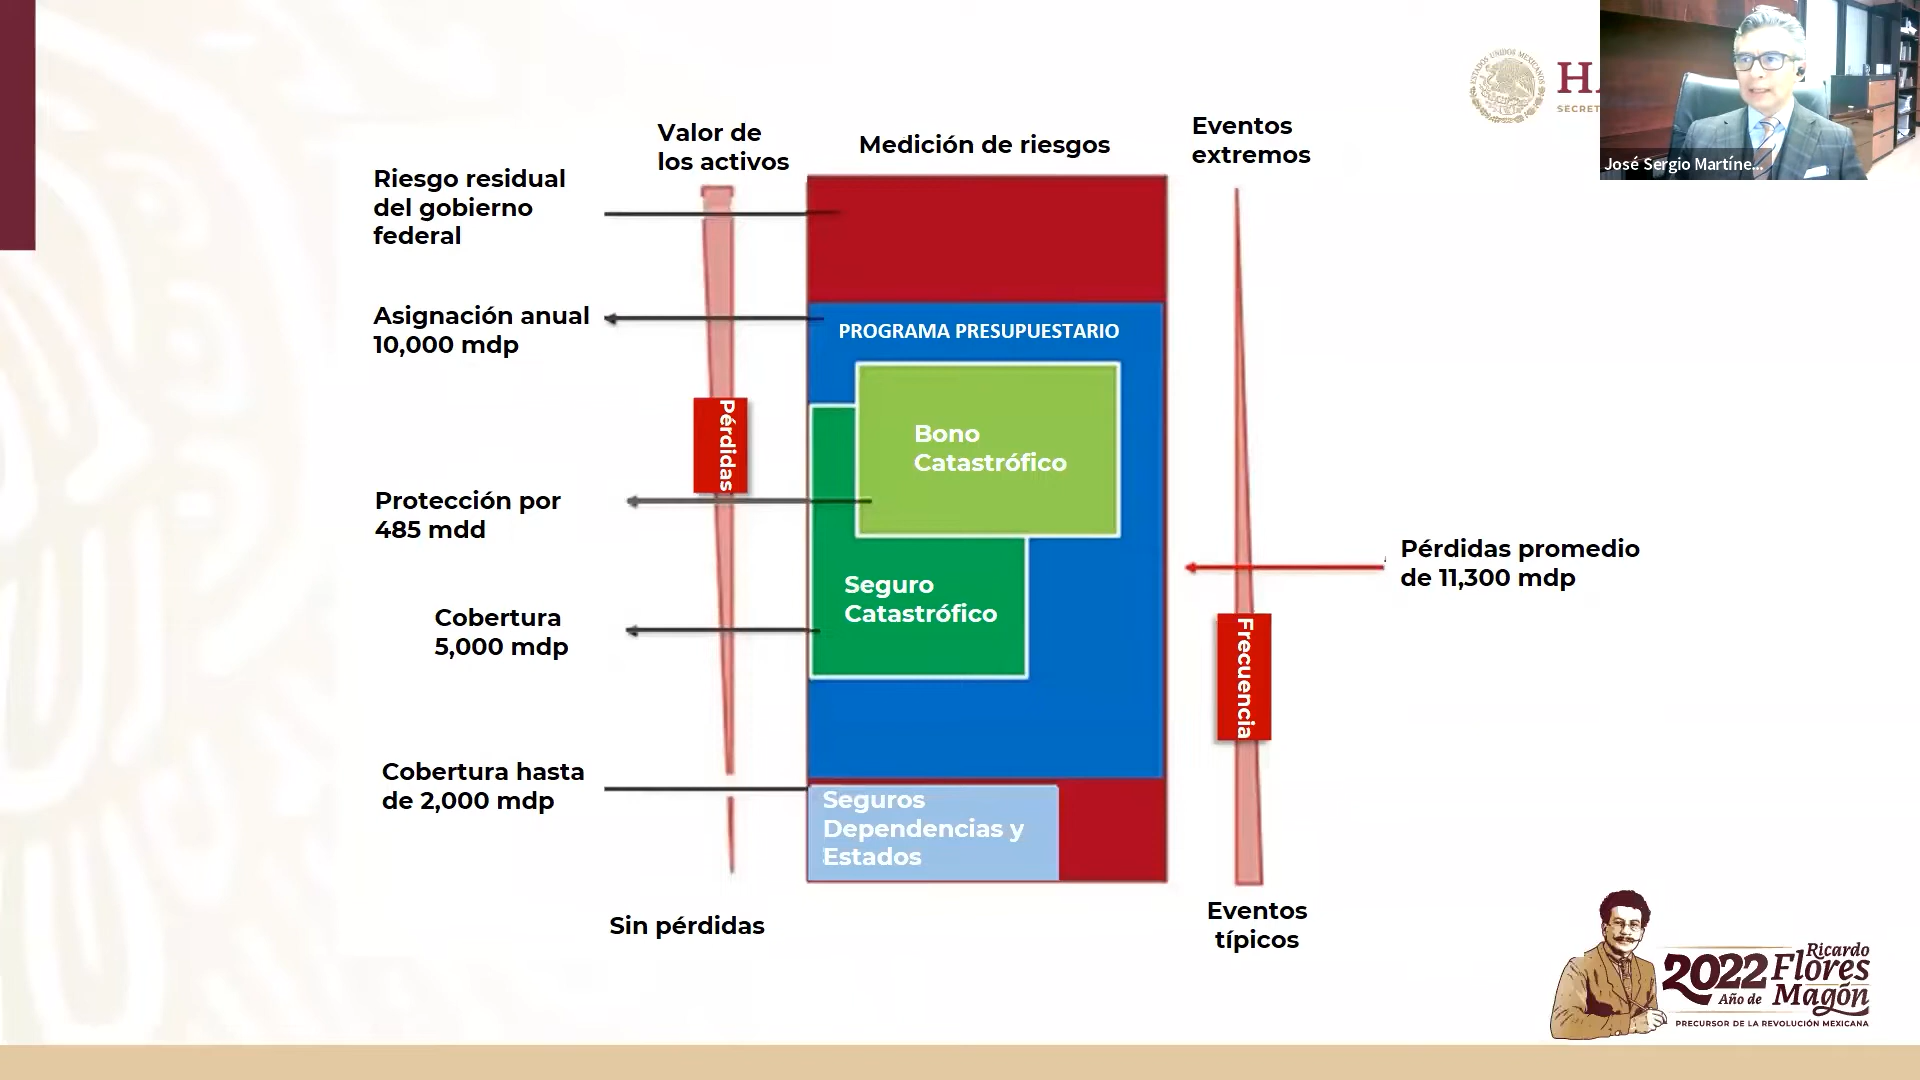 ESTADOS UNIDOS MEXICANOS
José Sergio Martíne...
Valor de
los activos
Medición de riesgos
Eventos
extremos
Riesgo residual
del gobierno
federal
Asignación anual
10,000 mdp
PROGRAMA PRESUPUESTARIO
Pérdidas
Bono
Catastrófico
Protección por
485 mdd
Pérdidas promedio
de 11,300 mdp
Seguro
Catastrófico
Cobertura
5,000 mdp
Frecuencia
Cobertura hasta
de 2,000 mdp
Seguros
Dependencias y
Estados
Sin pérdidas
Eventos
típicos
2022
Año de
Ricardo
Flores
Magón
PRECURSOR DE LA REVOLUCIÓN MEXICANA